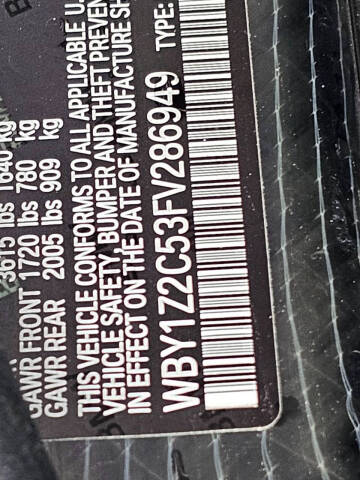 3615 lbs 1640 kg
GAWR FRONT 1720 lbs 780 kg
GAWR REAR 2005 lbs 909 kg
THIS VEHICLE CONFORMS TO ALL APPLICABLE U.
VEHICLE SAFETY, BUMPER AND THEFT PREVEN
IN EFFECT ON THE DATE OF MANUFACTURE SH
WBY1Z2C53FV286949 TYPE: